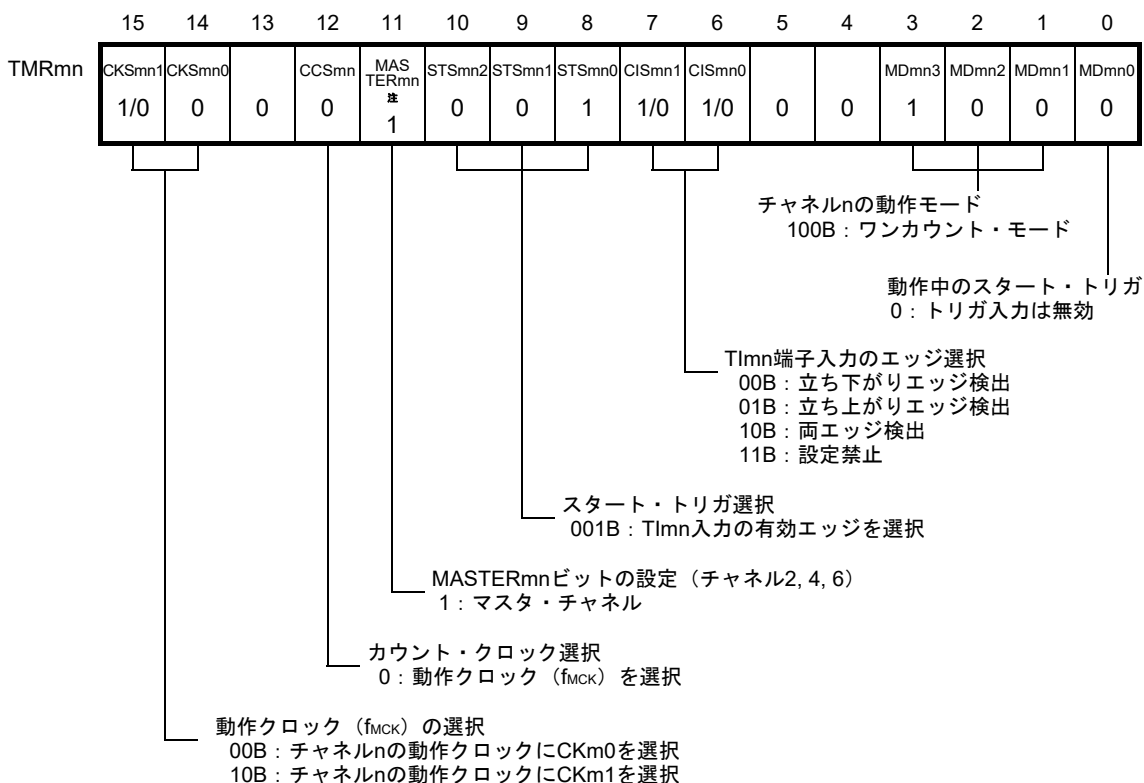 15 14 13 12 11 10 9 8 7 6 5 4 3 2 1 0
TMRmn CKSmn1 CKSmn0 CCSmn MAS TERmn 注 STSmn2 STSmn1 STSmn0 CISmn1 CISmn0 MDmn3 MDmn2 MDmn1 MDmn0
1/0 0 0 0 1 0 0 1 1/0 1/0 0 0 1 0 0 0
チャネルnの動作モード
100B：ワンカウント・モード
動作中のスタート・トリガ
0：トリガ入力は無効
TImn端子入力のエッジ選択
00B：立ち下がりエッジ検出
01B：立ち上がりエッジ検出
10B：両エッジ検出
11B：設定禁止
スタート・トリガ選択
001B：TImn入力の有効エッジを選択
MASTERmnビットの設定（チャネル2, 4, 6）
1：マスタ・チャネル
カウント・クロック選択
0：動作クロック（fMCK）を選択
動作クロック（fMCK）の選択
00B：チャネルnの動作クロックにCKm0を選択
10B：チャネルnの動作クロックにCKm1を選択